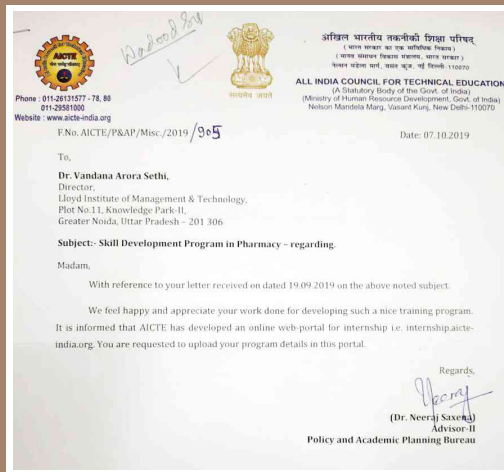 अखिल भारतीय तकनीकी शिक्षा परिषद्
( भारत सरकार का एक सांविधिक निकाय )
( मानव संसाधन विकास मंत्रालय, भारत सरकार )
नेल्सन मंडेला मार्ग, वसंत कुंज, नई दिल्ली-110070
ALL INDIA COUNCIL FOR TECHNICAL EDUCATION
(A Statutory Body of the Govt. of India)
(Ministry of Human Resource Development, Govt. of India)
Nelson Mandela Marg, Vasant Kunj, New Delhi-110070
AICTE
सत्यमेव जयते
Phone : 011-26131577 - 78, 80
011-29581000
Website : www.aicte-india.org
F.No. AICTE/P&AP/Misc./2019/905
Date: 07.10.2019
To,
Dr. Vandana Arora Sethi,
Director,
Lloyd Institute of Management & Technology,
Plot No.11, Knowledge Park-II,
Greater Noida, Uttar Pradesh – 201 306
Subject:- Skill Development Program in Pharmacy – regarding.
Madam,
With reference to your letter received on dated 19.09.2019 on the above noted subject.
We feel happy and appreciate your work done for developing such a nice training program.
It is informed that AICTE has developed an online web-portal for internship i.e. internship.aicte-
india.org. You are requested to upload your program details in this portal.
Regards,
Neeraj
(Dr. Neeraj Saxena)
Advisor-II
Policy and Academic Planning Bureau